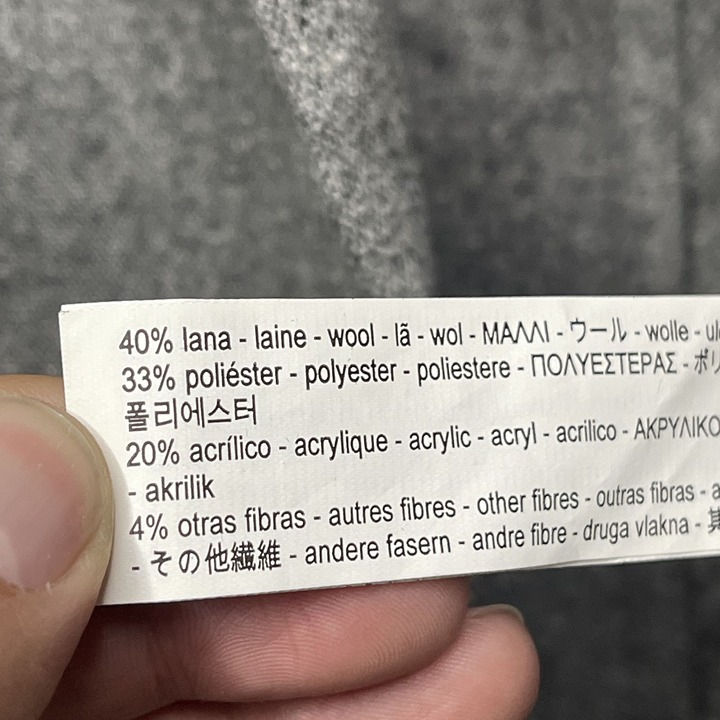 40% lana - laine - wool - lã - wol - ΜΑΛΛΙ - ウール - wolle -
33% poliéster - polyester - poliestere - ΠΟΛΥΕΣΤΕΡΑΣ -
폴리에스터
20% acrílico - acrylique - acrylic - acryl - acrilico -
- akrilik
4% otras fibras - autres fibres - other fibres - outras fibras -
- その他繊維 - andere fasern - andre fibre - druga vlakna -